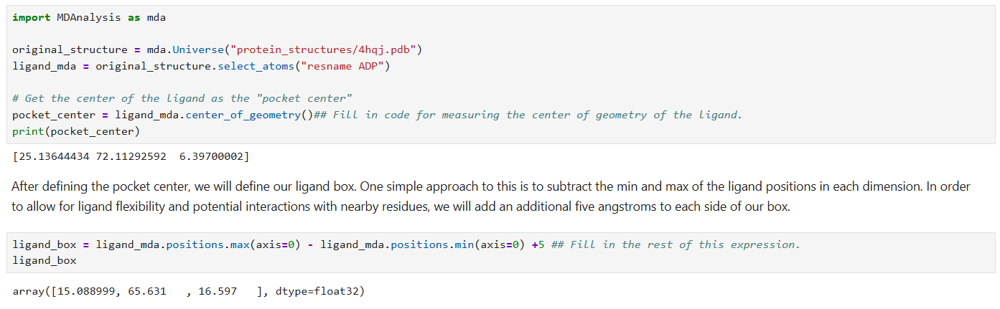 import MDAnalysis as mda
original_structure = mda.Universe("protein_structures/4hqj.pdb")
ligand_mda = original_structure.select_atoms("resname ADP")
# Get the center of the ligand as the "pocket center"
pocket_center = ligand_mda.center_of_geometry()## Fill in code for measuring the center of geometry of the ligand.
print(pocket_center)
[25.13644434 72.11292592  6.39700002]
After defining the pocket center, we will define our ligand box. One simple approach to this is to subtract the min and max of the ligand positions in each dimension. In order
to allow for ligand flexibility and potential interactions with nearby residues, we will add an additional five angstroms to each side of our box.
ligand_box = ligand_mda.positions.max(axis=0) - ligand_mda.positions.min(axis=0) +5 ## Fill in the rest of this expression.
ligand_box
array([15.088999, 65.631   , 16.597   ], dtype=float32)